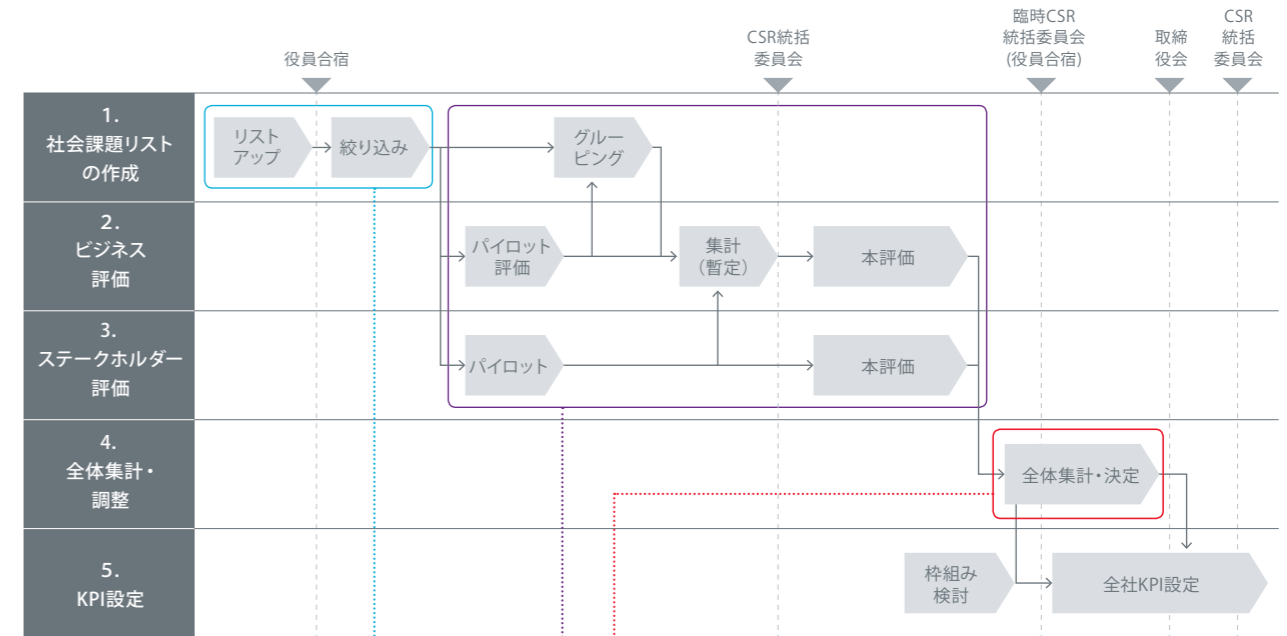 役員合宿
CSR統括
委員会
臨時CSR
統括委員会
(役員合宿)
取締
役会
CSR
統括
委員会
1.
社会課題リスト
の作成
リスト
アップ
絞り込み
グルー
ピング
2.
ビジネス
評価
パイロット
評価
集計
（暫定）
本評価
3.
ステークホルダー
評価
パイロット
本評価
4.
全体集計・
調整
全体集計・決定
5.
KPI設定
枠組み
検討
全社KPI設定